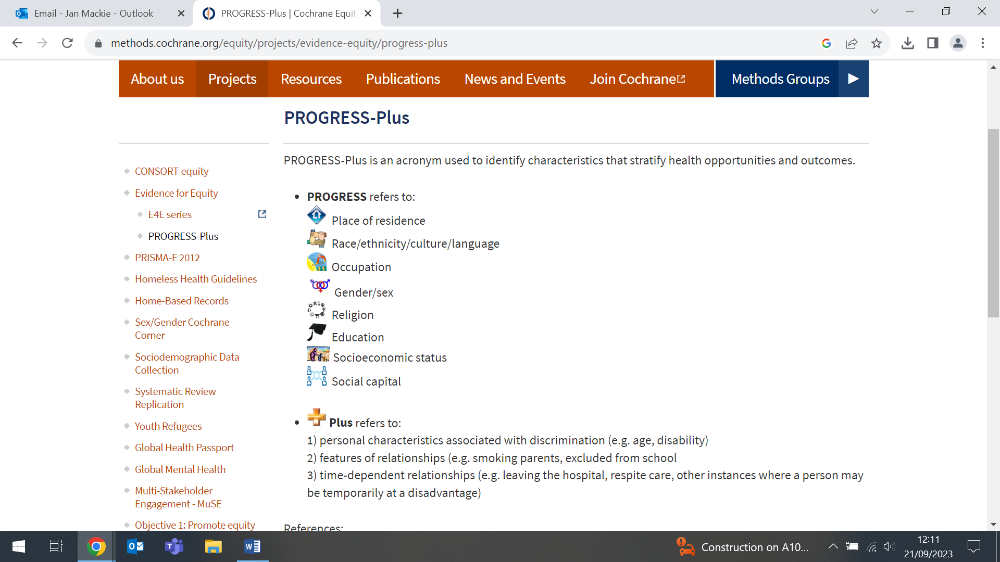 Email - Jan Mackie - Outlook
PROGRESS-Plus | Cochrane Equit
methods.cochrane.org/equity/projects/evidence-equity/progress-plus
About us
Projects
Resources
Publications
News and Events
Join Cochrane
Methods Groups
PROGRESS-Plus
CONSORT-equity
Evidence for Equity
E4E series
PROGRESS-Plus
PRISMA-E 2012
Homeless Health Guidelines
Home-Based Records
Sex/Gender Cochrane
Corner
Sociodemographic Data
Collection
Systematic Review
Replication
Youth Refugees
Global Health Passport
Global Mental Health
Multi-Stakeholder
Engagement - MuSE
Objective 1: Promote equity
PROGRESS-Plus is an acronym used to identify characteristics that stratify health opportunities and outcomes.
PROGRESS refers to:
Place of residence
Race/ethnicity/culture/language
Occupation
Gender/sex
Religion
Education
Socioeconomic status
Social capital
Plus refers to:
1) personal characteristics associated with discrimination (e.g. age, disability)
2) features of relationships (e.g. smoking parents, excluded from school
3) time-dependent relationships (e.g. leaving the hospital, respite care, other instances where a person may
be temporarily at a disadvantage)
References:
Construction on A10...
12:11
21/09/2023